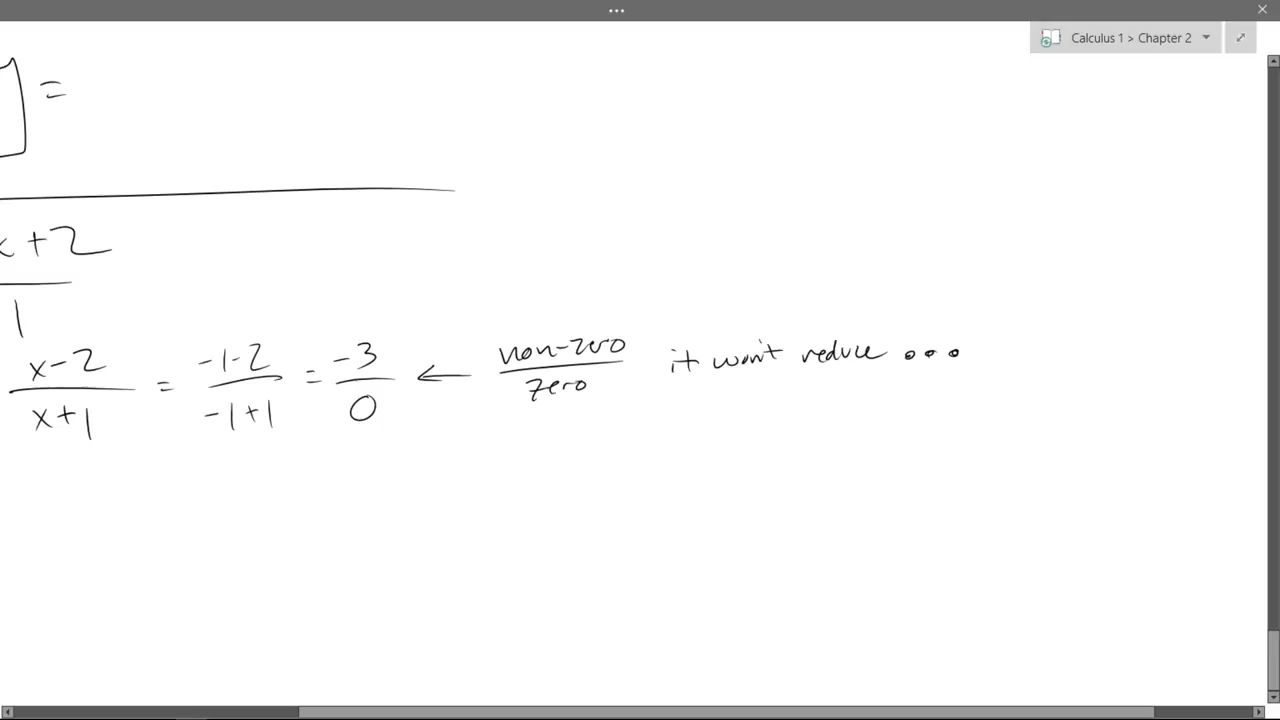 Calculus 1 > Chapter 2
=
x+2
1
x-2 / x+1 = -1-2 / -1+1 = -3 / 0 ← non-zero / zero it won't reduce ...